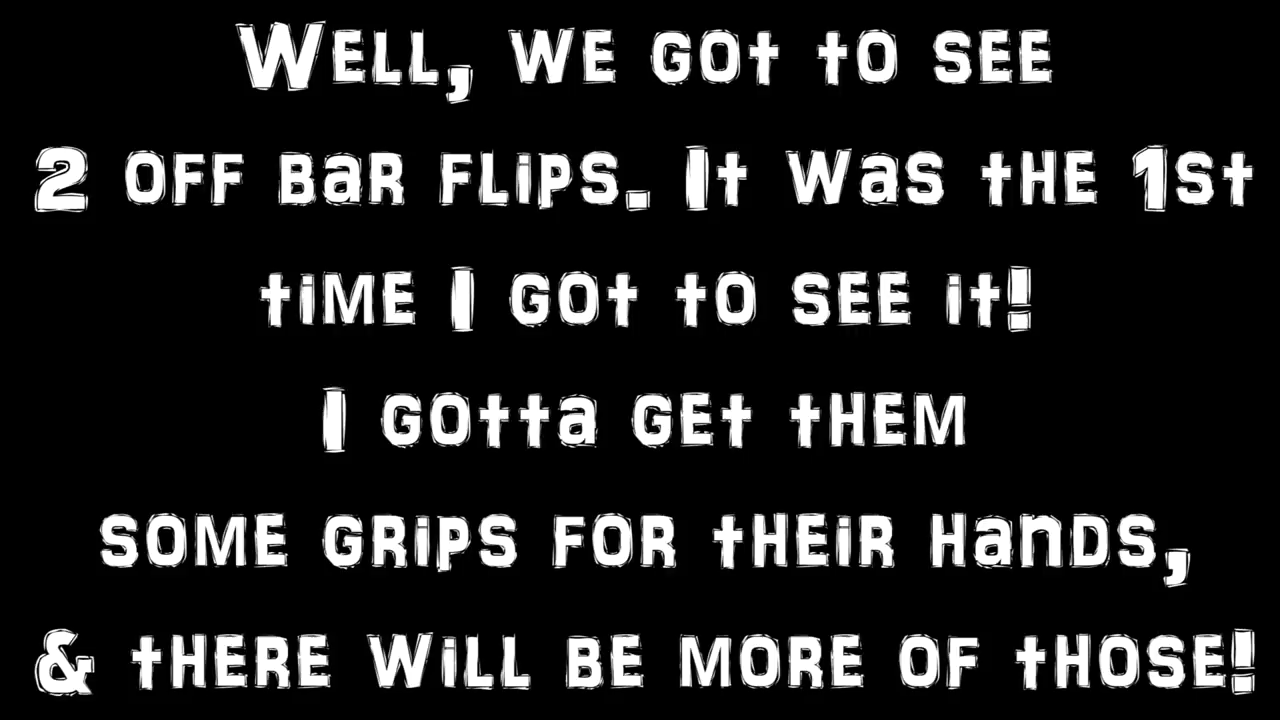 Well, we got to see
2 off bar flips. It was the 1st
time I got to see it!
I gotta get them
some grips for their hands,
& there will be more of those!